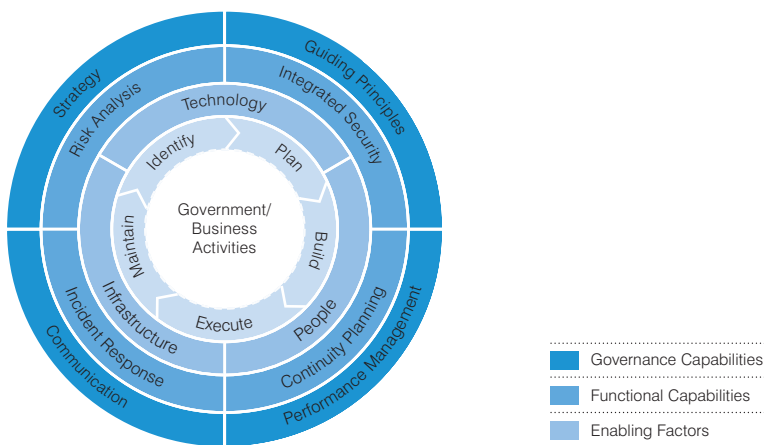 Strategy
Guiding Principles
Risk Analysis
Integrated Security
Technology
Identify
Plan
Government/
Business
Activities
Maintain
Build
Infrastructure
Execute
People
Incident Response
Continuity Planning
Communication
Performance Management
Governance Capabilities
Functional Capabilities
Enabling Factors